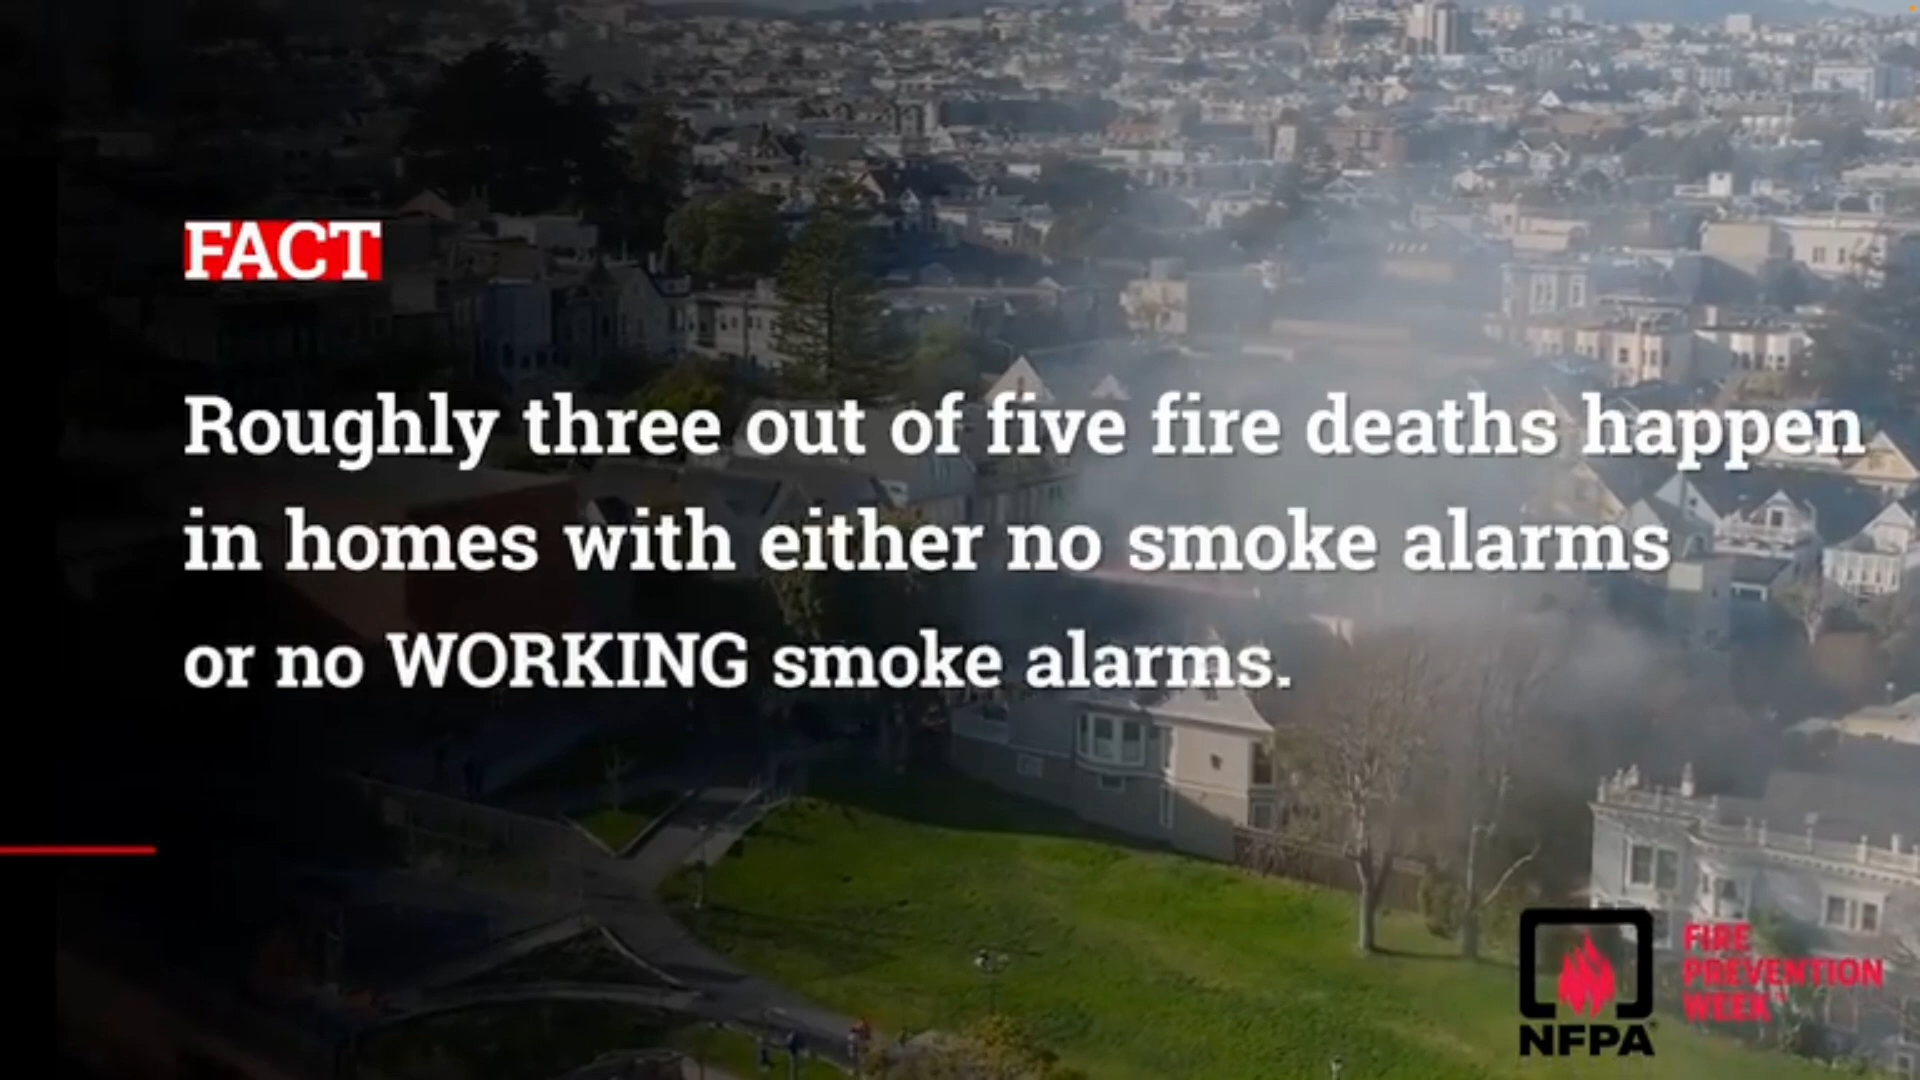 FACT
Roughly three out of five fire deaths happen
in homes with either no smoke alarms
or no WORKING smoke alarms.
NFPA®
FIRE
PREVENTION
WEEK™